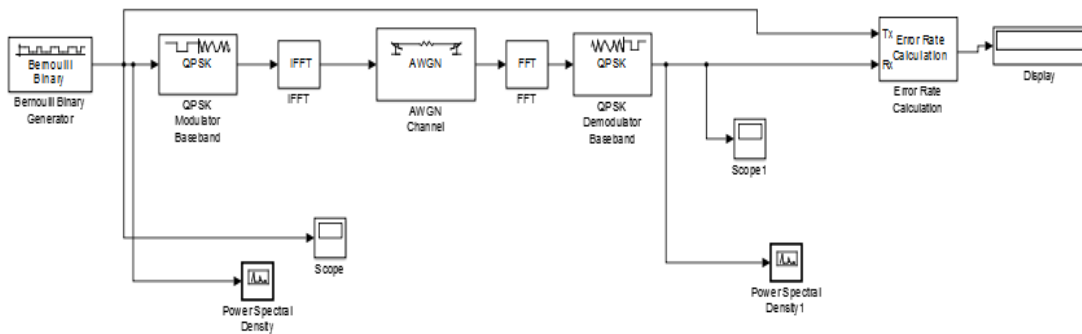 Bernoulli
Binary
Bernoulli Binary
Generator
QPSK
QPSK
Modulator
Baseband
IFFT
IFFT
AWGN
AWGN
Channel
FFT
FFT
QPSK
QPSK
Demodulator
Baseband
Tx
Rx
Error Rate
Calculation
Error Rate
Calculation
Display
Scope1
Scope
Power Spectral
Density
Power Spectral
Density1